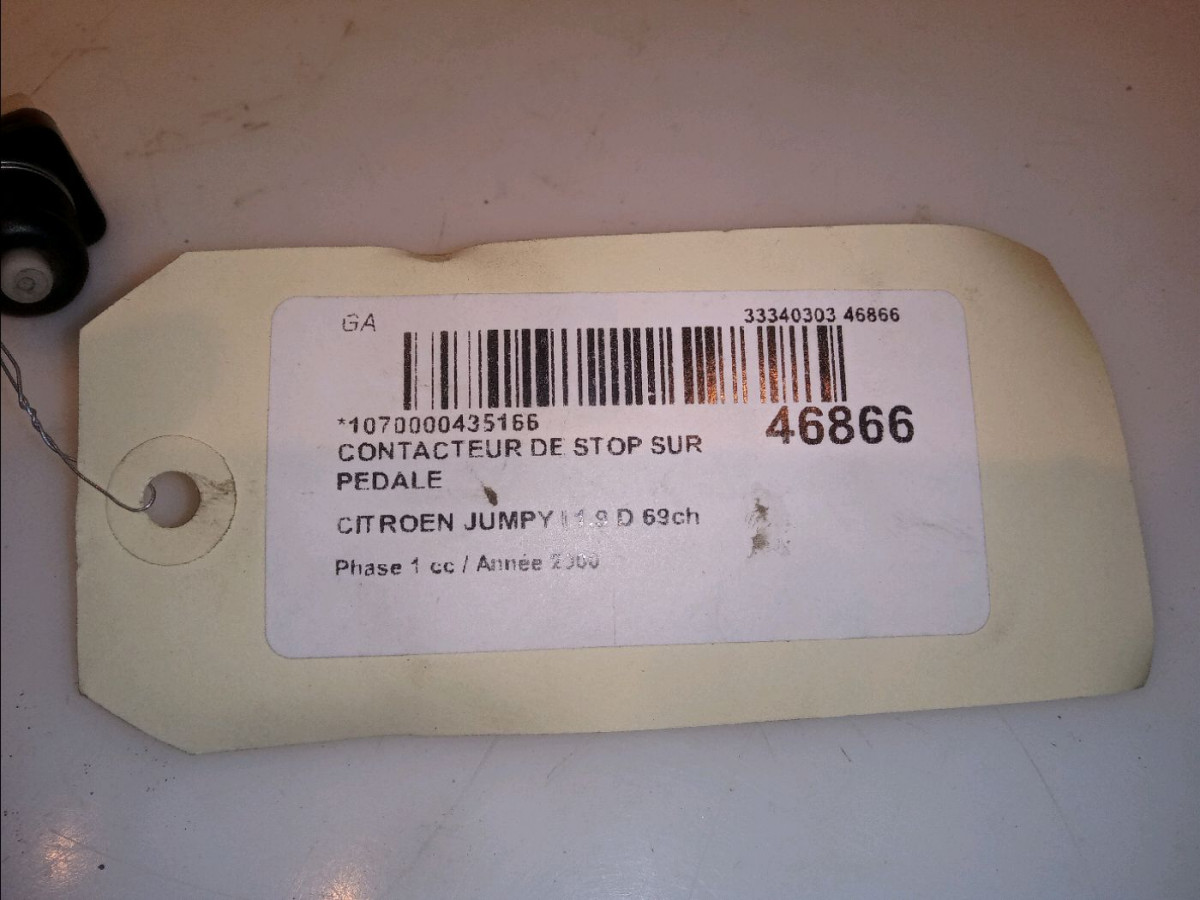 GA
33340303 46866
*1070000435166
46866
CONTACTEUR DE STOP SUR
PEDALE
CITROEN JUMPY I 1.9 D 69ch
Phase 1 cc / Année 2000